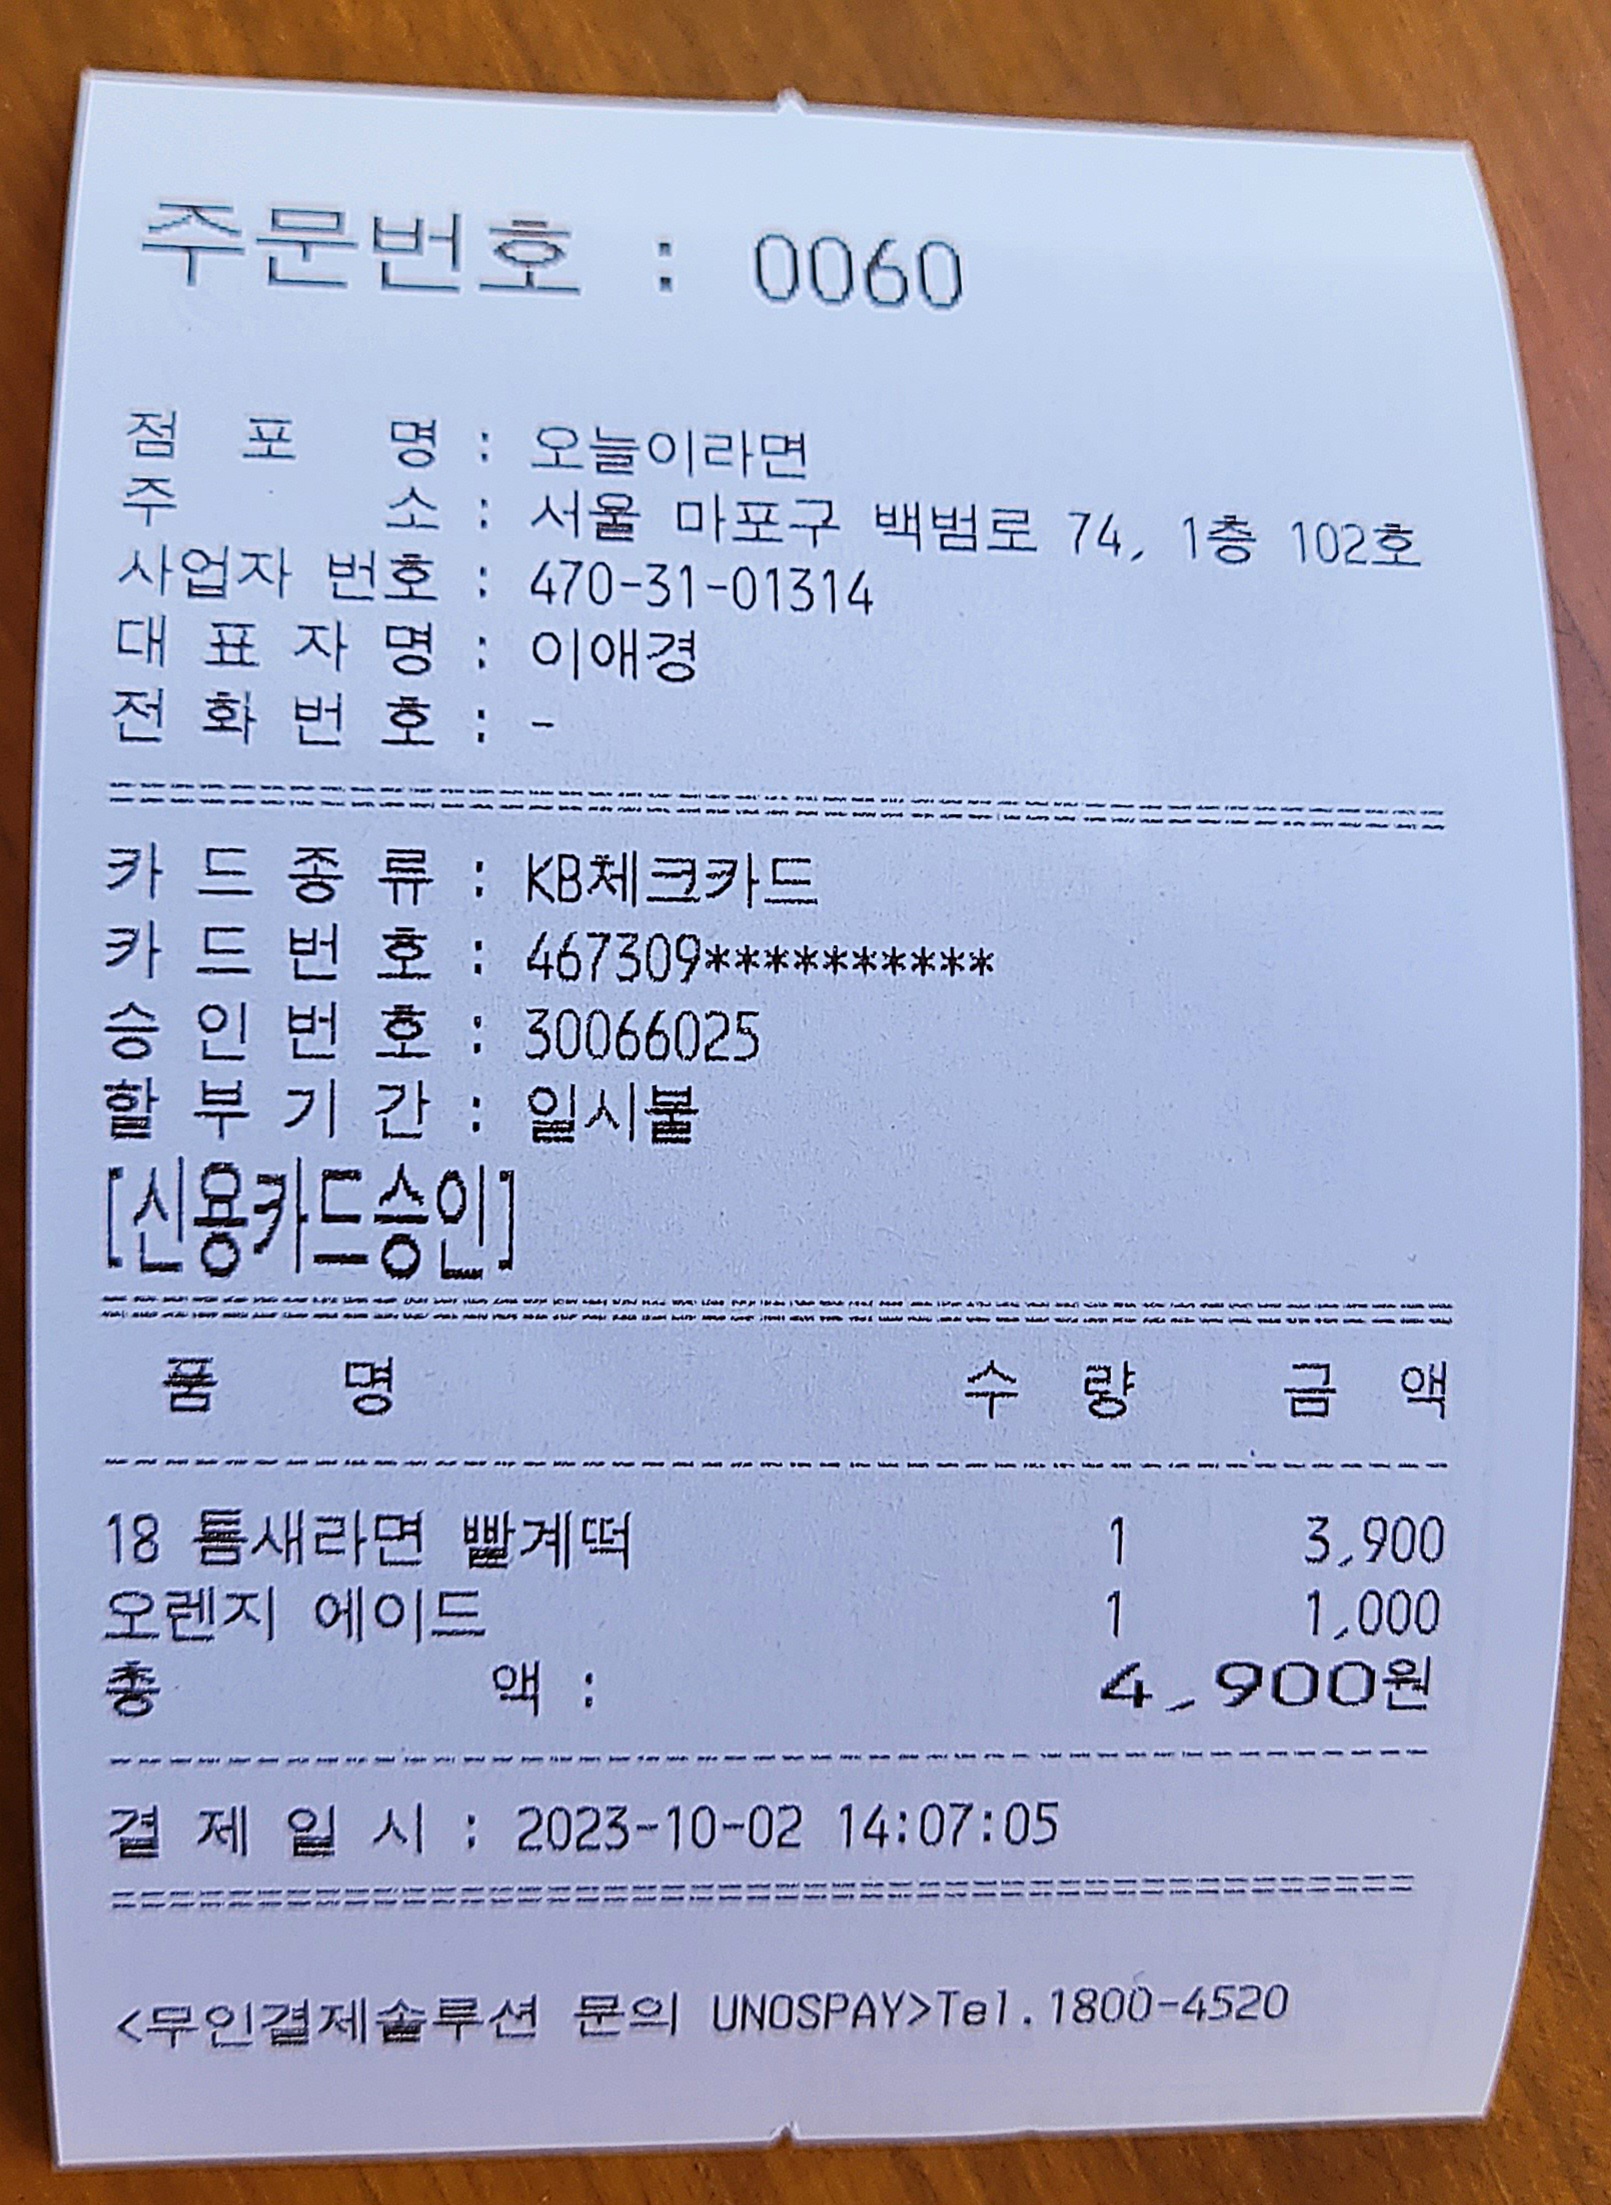 주문번호 : 0060
점 포 명 : 오늘이라면
주 소 : 서울 마포구 백범로 74, 1층 102호
사업자 번호 : 470-31-01314
대 표 자 명 : 이애경
전 화 번 호 : -
카 드 종 류 : KB체크카드
카 드 번 호 : 467309**********
승 인 번 호 : 30066025
할 부 기 간 : 일시불
[신용카드승인]
품 명 수 량 금 액
18 틈새라면 빨계떡 1 3,900
오렌지 에이드 1 1,000
총 액 : 4,900원
결 제 일 시 : 2023-10-02 14:07:05
<무인결제솔루션 문의 UNOSPAY>Tel.1800-4520